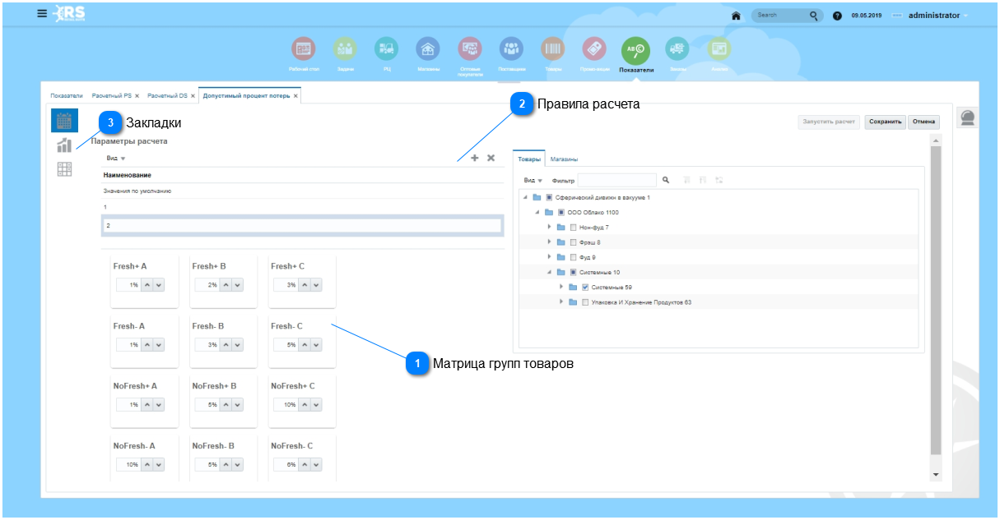 RS
Search
09.05.2019
administrator
Рабочий стол
Задачи
РЦ
Магазины
Оптовые покупатели
Поставщики
Товары
Промо-акции
АВ
Показатели
Заказы
Анализ
Показатели
Расчетный PS
Расчетный DS
Допустимый процент потерь
2 Правила расчета
3 Закладки
Запустить расчет
Сохранить
Отмена
Параметры расчета
Вид
Наименование
Значения по умолчанию
1
2
Товары
Магазины
Вид
Фильтр
Сферический дивижн в вакууме 1
ООО Облако 1100
Нон-фуд 7
Фрэш 8
Фуд 9
Системные 10
Системные 59
Упаковка И Хранение Продуктов 63
Fresh+ A Fresh+ B Fresh+ C
1% 2% 3%
Fresh- A Fresh- B Fresh- C
1% 3% 5%
1 Матрица групп товаров
NoFresh+ A NoFresh+ B NoFresh+ C
1% 5% 10%
NoFresh- A NoFresh- B NoFresh- C
10% 5% 6%